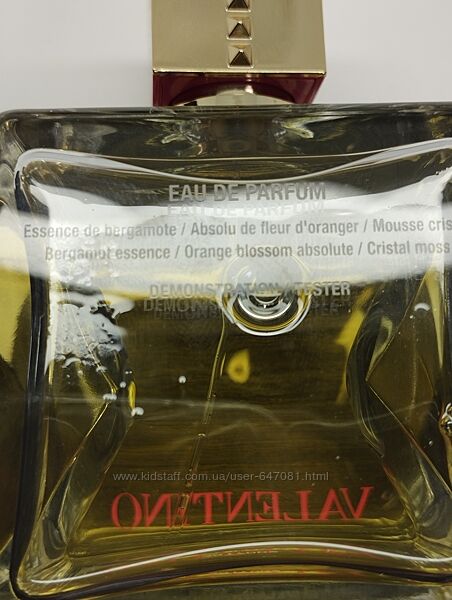 EAU DE PARFUM
Essence de bergamote / Absolu de fleur d'oranger / Mousse cris
Bergamot essence / Orange blossom absolute / Cristal moss
DEMONSTRATION / TESTER
www.kidstaff.com.ua/user-647081.html
VALENTINO